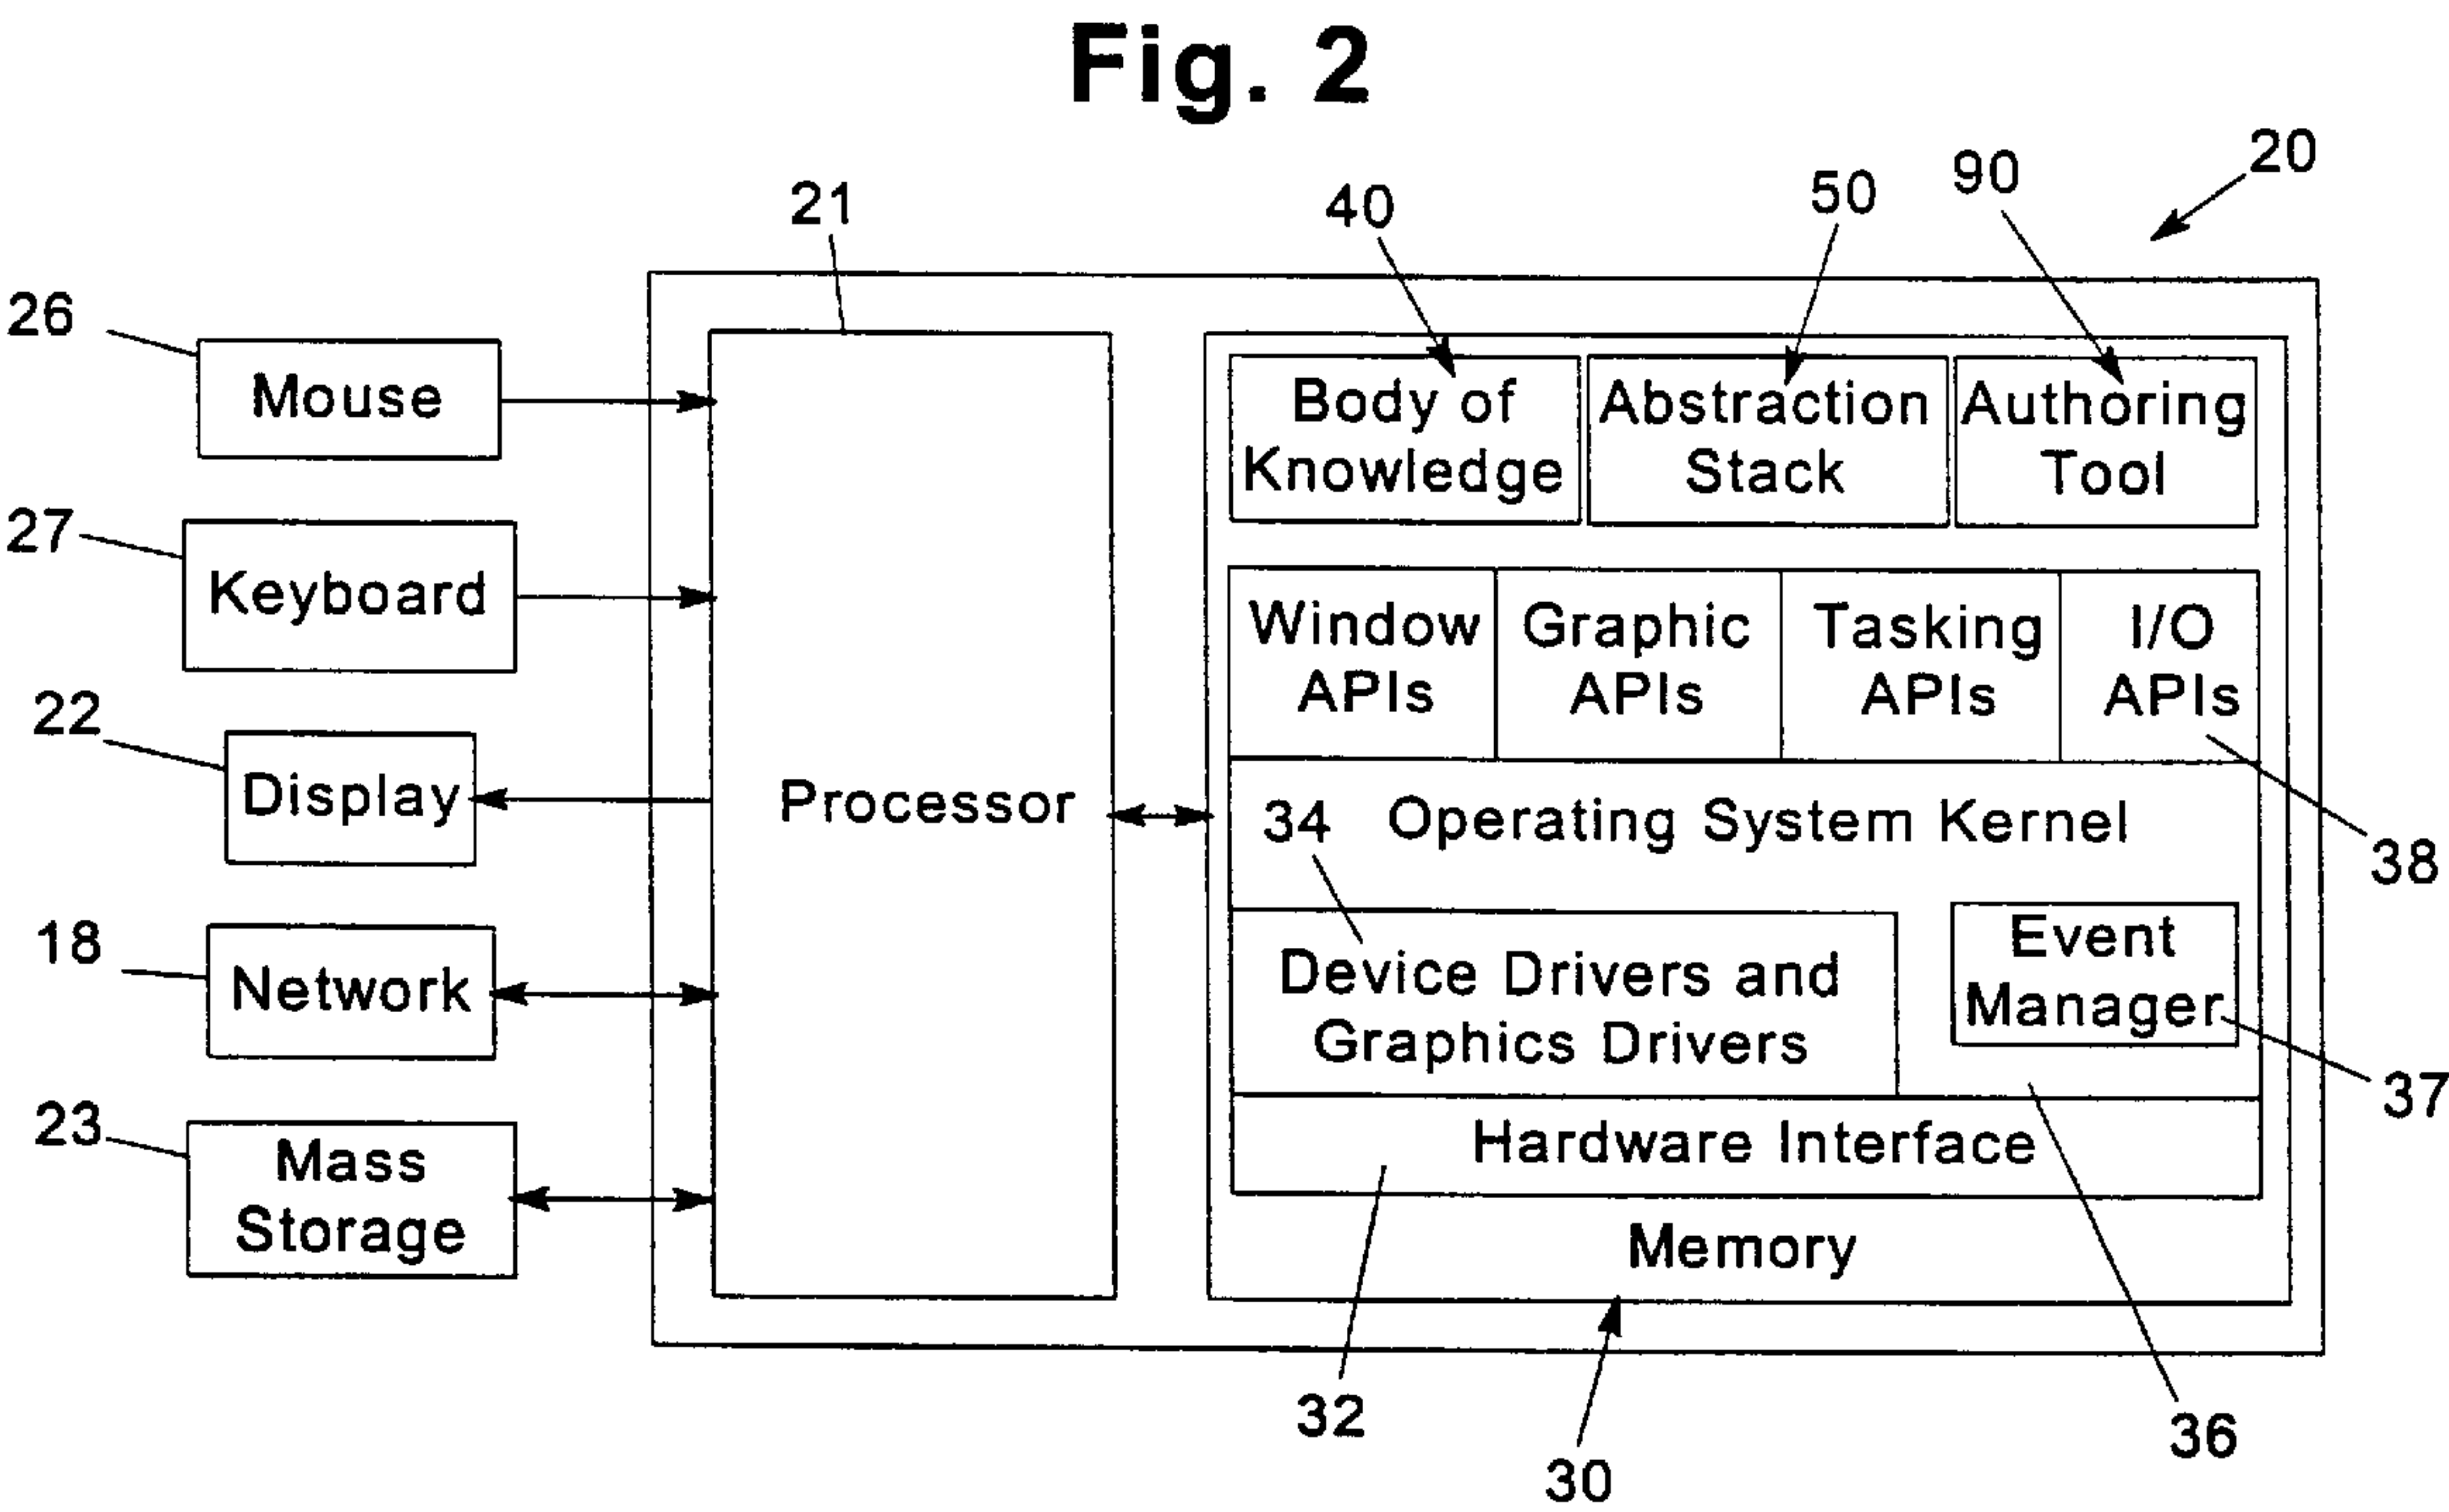 Fig. 2
20
90
50
40
21
26
Mouse
27
Keyboard
22
Display
18
Network
23
Mass
Storage
Processor
Body of
Knowledge
Abstraction
Stack
Authoring
Tool
Window
APIs
Graphic
APIs
Tasking
APIs
I/O
APIs
38
34 Operating System Kernel
Device Drivers and
Graphics Drivers
Event
Manager
37
Hardware Interface
Memory
32
36
30